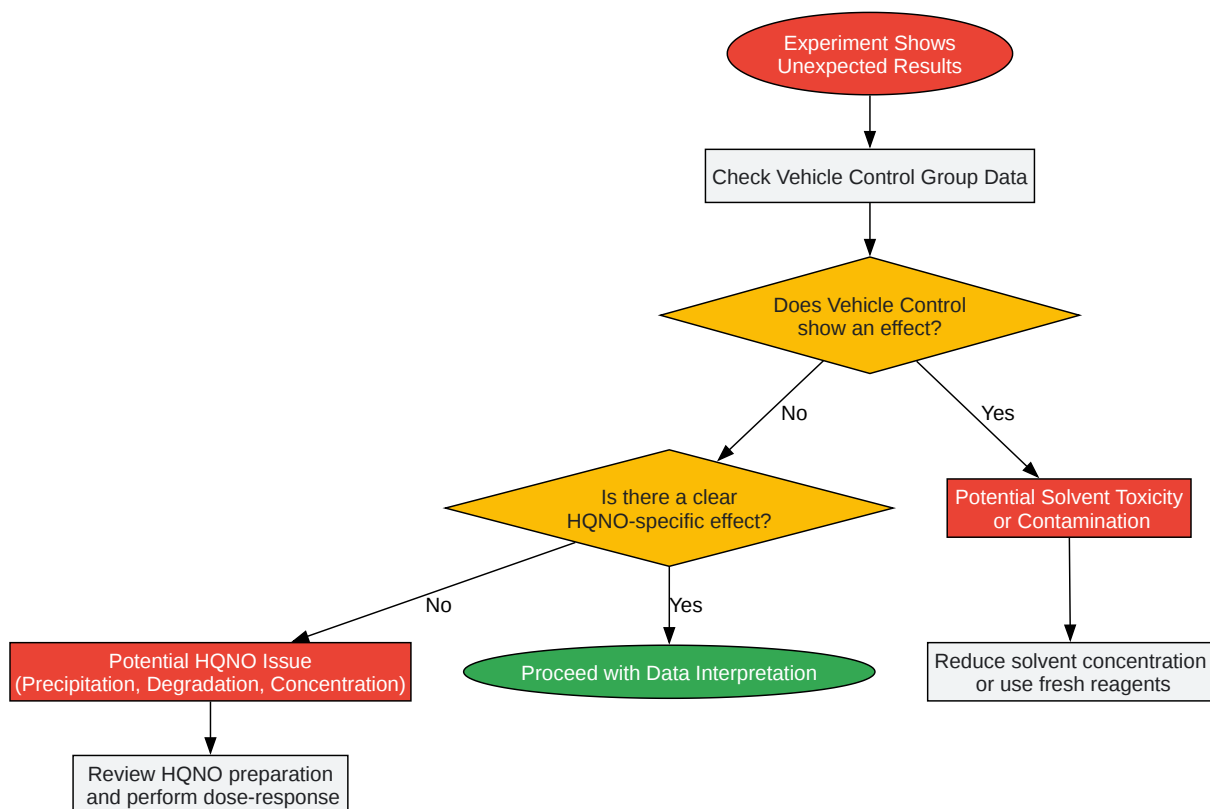 Experiment Shows
Unexpected Results
Check Vehicle Control Group Data
Does Vehicle Control
show an effect?
No
Yes
Is there a clear
HQNO-specific effect?
Potential Solvent Toxicity
or Contamination
No
Yes
Potential HQNO Issue
(Precipitation, Degradation, Concentration)
Proceed with Data Interpretation
Reduce solvent concentration
or use fresh reagents
Review HQNO preparation
and perform dose-response